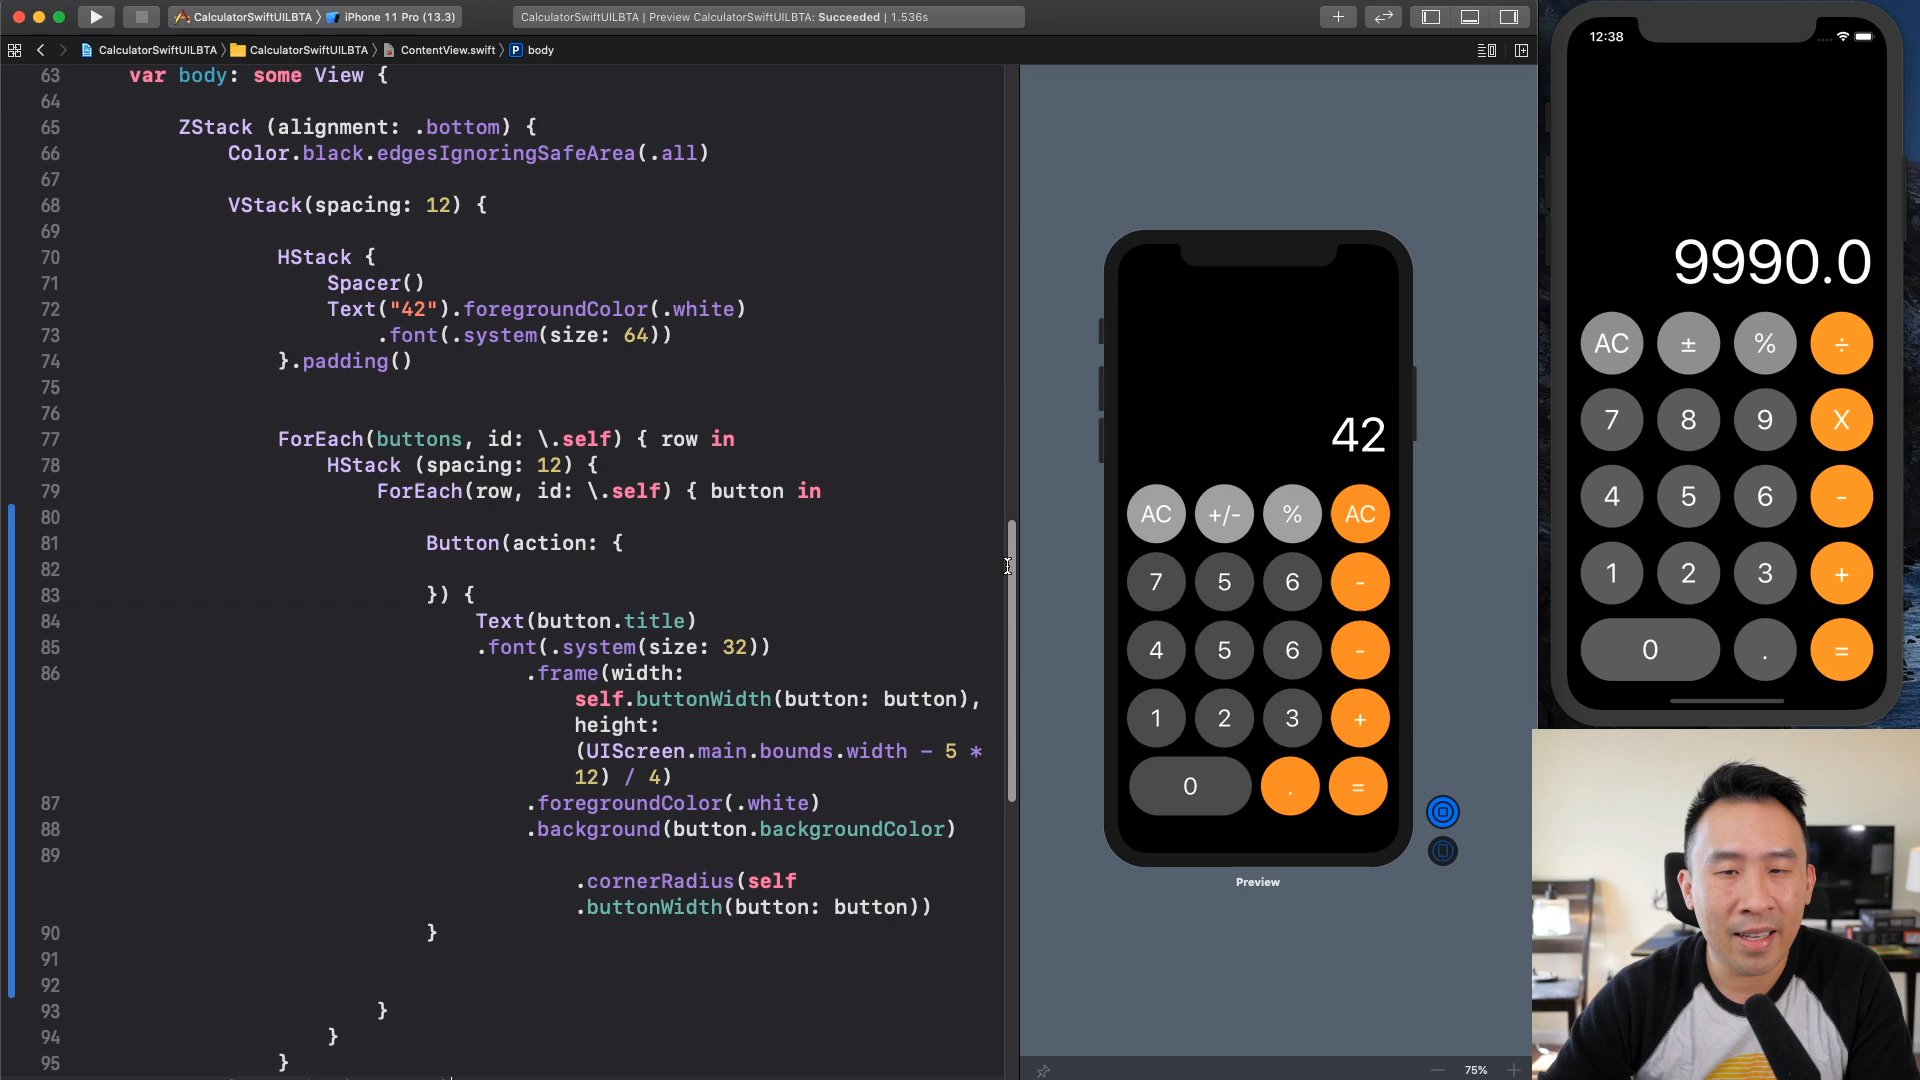 CalculatorSwiftUILBTA
iPhone 11 Pro (13.3)
CalculatorSwiftUILBTA | Preview CalculatorSwiftUILBTA: Succeeded | 1.536s
CalculatorSwiftUILBTA
CalculatorSwiftUILBTA
ContentView.swift
P body
63 var body: some View {
64
65 ZStack (alignment: .bottom) {
66 Color.black.edgesIgnoringSafeArea(.all)
67
68 VStack(spacing: 12) {
69
70 HStack {
71 Spacer()
72 Text("42").foregroundColor(.white)
73 .font(.system(size: 64))
74 }.padding()
75
76
77 ForEach(buttons, id: \.self) { row in
78 HStack (spacing: 12) {
79 ForEach(row, id: \.self) { button in
80
81 Button(action: {
82
83 }) {
84 Text(button.title)
85 .font(.system(size: 32))
86 .frame(width:
self.buttonWidth(button: button),
height:
(UIScreen.main.bounds.width - 5 *
12) / 4)
87 .foregroundColor(.white)
88 .background(button.backgroundColor)
89
.cornerRadius(self
.buttonWidth(button: button))
90 }
91
92
93 }
94 }
95 }
42
AC +/- % AC
7 5 6 -
4 5 6 -
1 2 3 +
0 . =
Preview
75%
12:38
9990.0
AC ± % ÷
7 8 9 X
4 5 6 -
1 2 3 +
0 . =